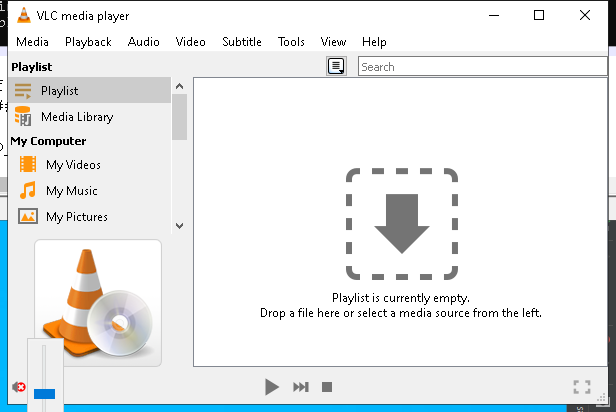 VLC media player
Media Playback Audio Video Subtitle Tools View Help
Playlist
Search
Playlist
Media Library
My Computer
My Videos
My Music
My Pictures
Playlist is currently empty.
Drop a file here or select a media source from the left.